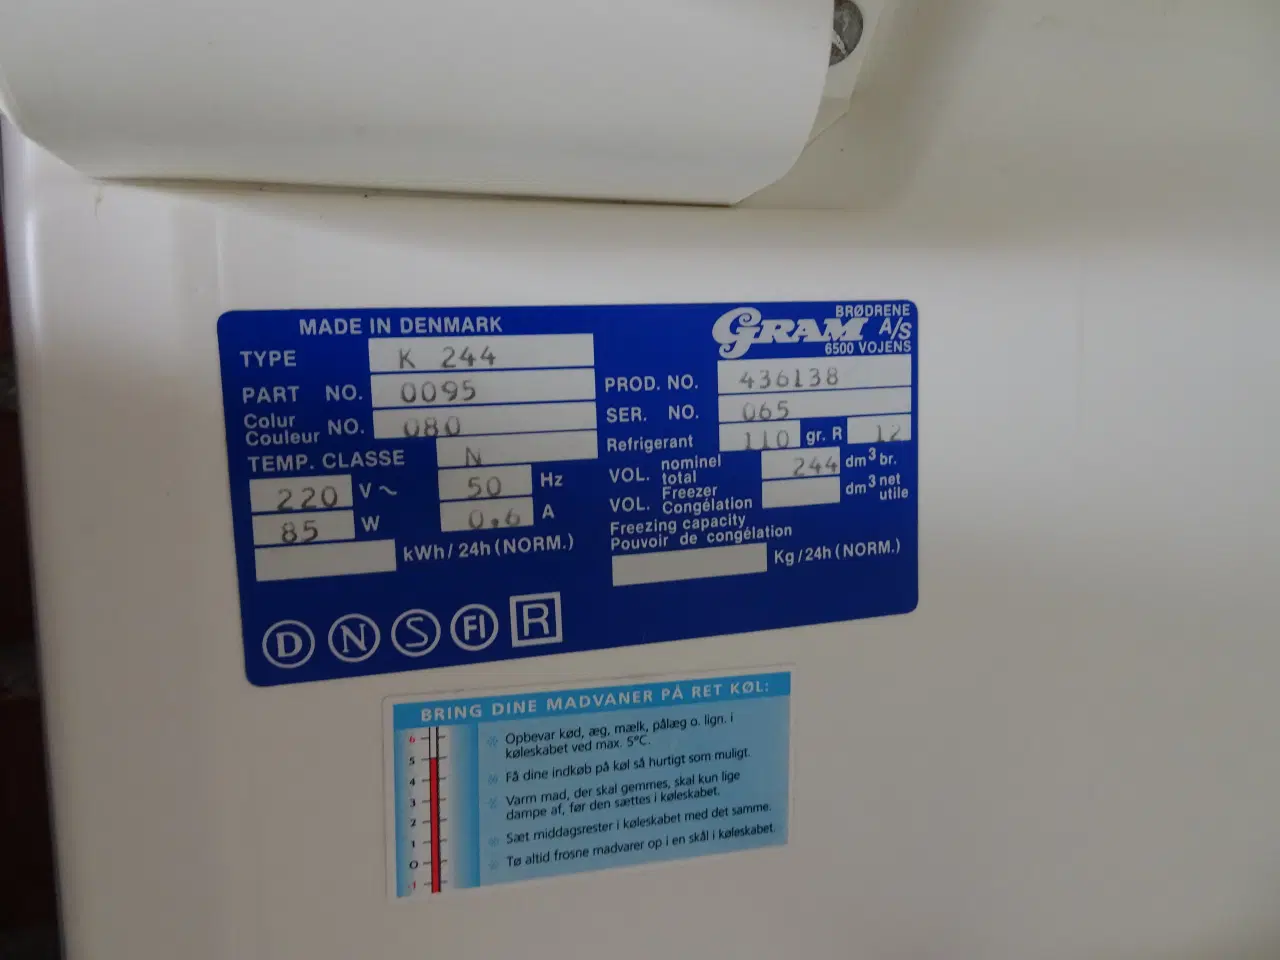 MADE IN DENMARK
GRAM BRØDRENE A/S
6500 VOJENS
TYPE K 244
PART NO. 0095
Colur
Couleur NO. 080
TEMP. CLASSE N
220 V~ 50 Hz
85 W 0.6 A
kWh/24h (NORM.)
PROD. NO. 436138
SER. NO. 065
Refrigerant 110 gr. R 12
VOL. nominel total 244 dm³ br.
VOL. Freezer Congélation dm³ net utile
Freezing capacity
Pouvoir de congélation
Kg/24h (NORM.)
D N S FI R
BRING DINE MADVANER PÅ RET KØL:
6
5
4
3
2
1
0
-1
Opbevar kød, æg, mælk, pålæg o. lign. i
køleskabet ved max. 5°C.
Få dine indkøb på køl så hurtigt som muligt.
Varm mad, der skal gemmes, skal kun lige
dampe af, før den sættes i køleskabet.
Sæt middagsrester i køleskabet med det samme.
Tø altid frosne madvarer op i en skål i køleskabet.